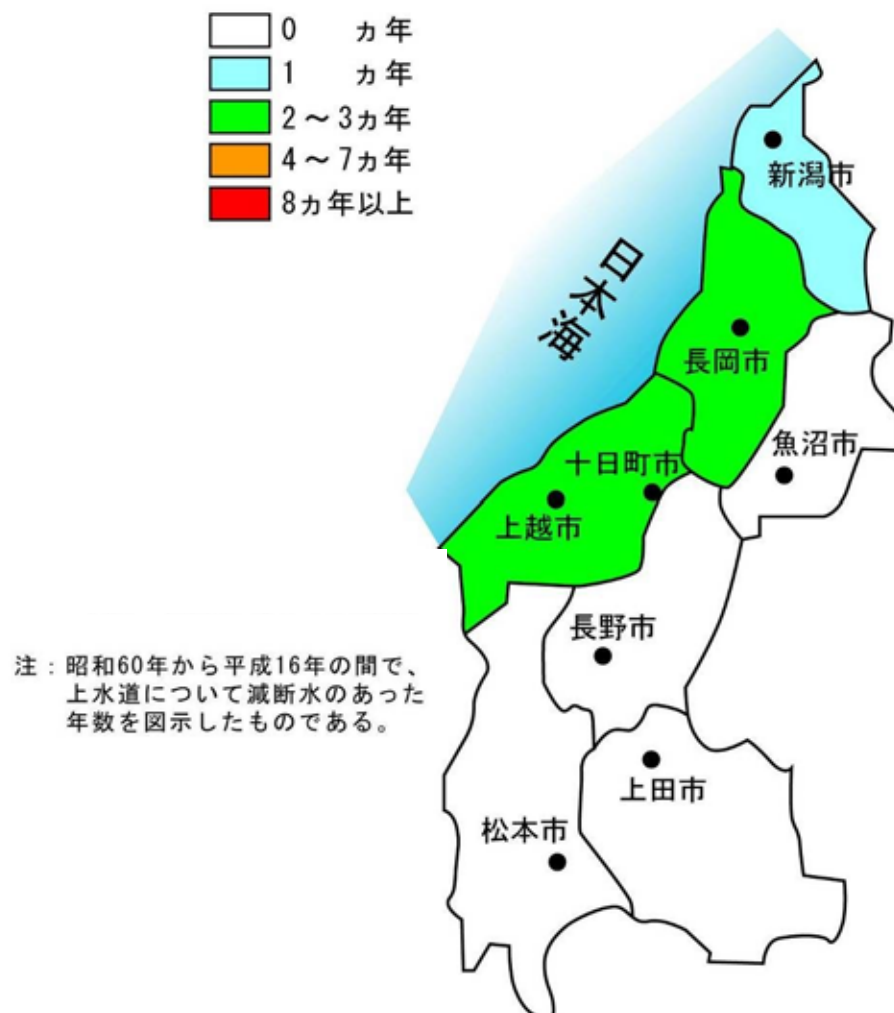 0　ヵ年
1　ヵ年
2～3ヵ年
4～7ヵ年
8ヵ年以上
新潟市
日本海
長岡市
魚沼市
十日町市
上越市
長野市
注：昭和60年から平成16年の間で、
上水道について減断水のあった
年数を図示したものである。
上田市
松本市